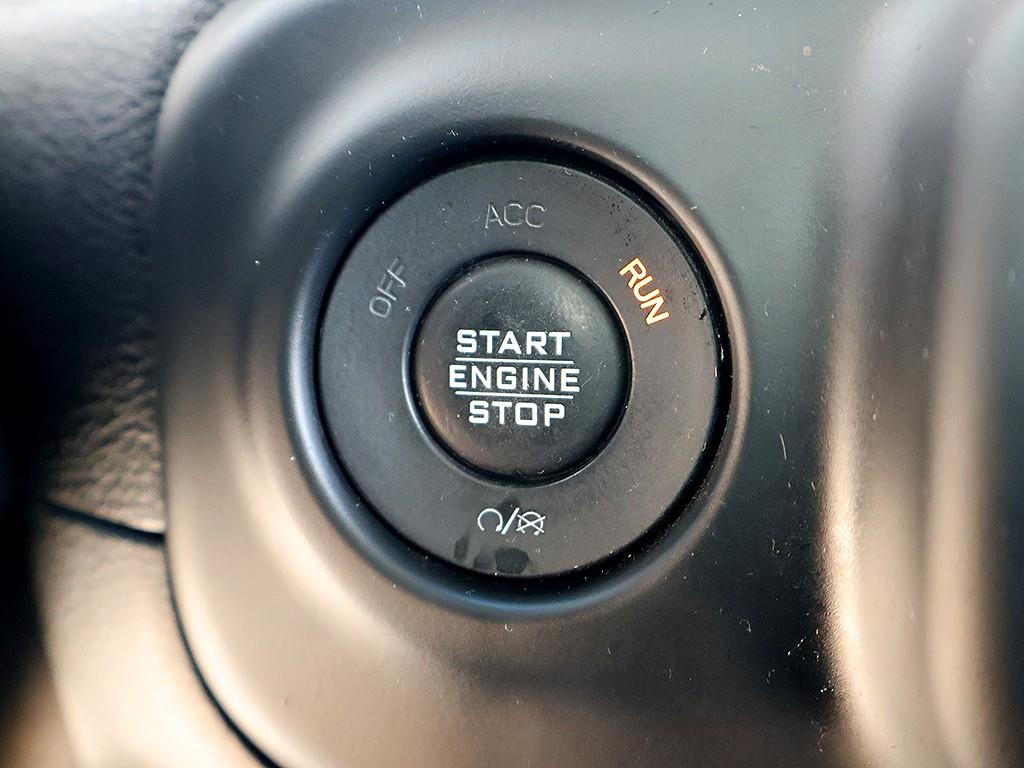 ACC
OFF
RUN
START
ENGINE
STOP